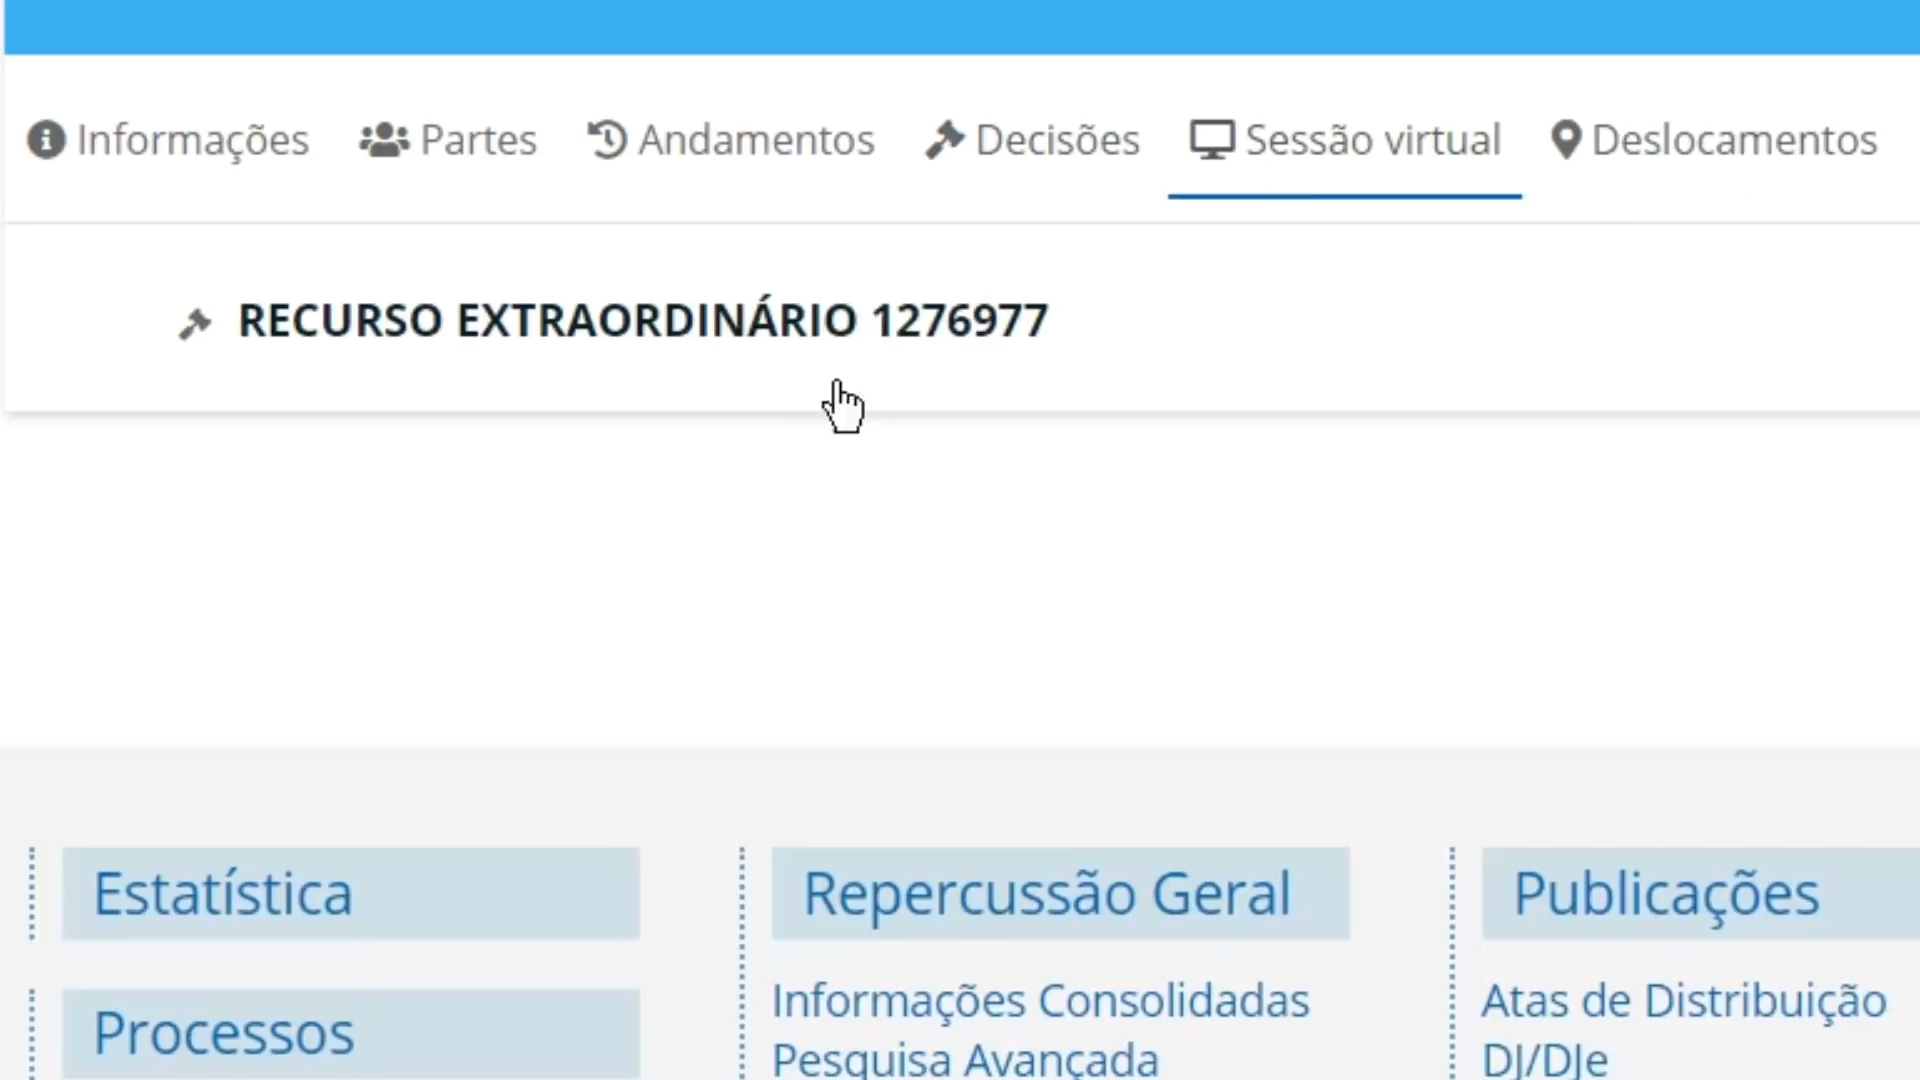 Informações Partes Andamentos Decisões Sessão virtual Deslocamentos
RECURSO EXTRAORDINÁRIO 1276977
Estatística
Processos
Repercussão Geral
Informações Consolidadas
Pesquisa Avançada
Publicações
Atas de Distribuição
DJ/DJe